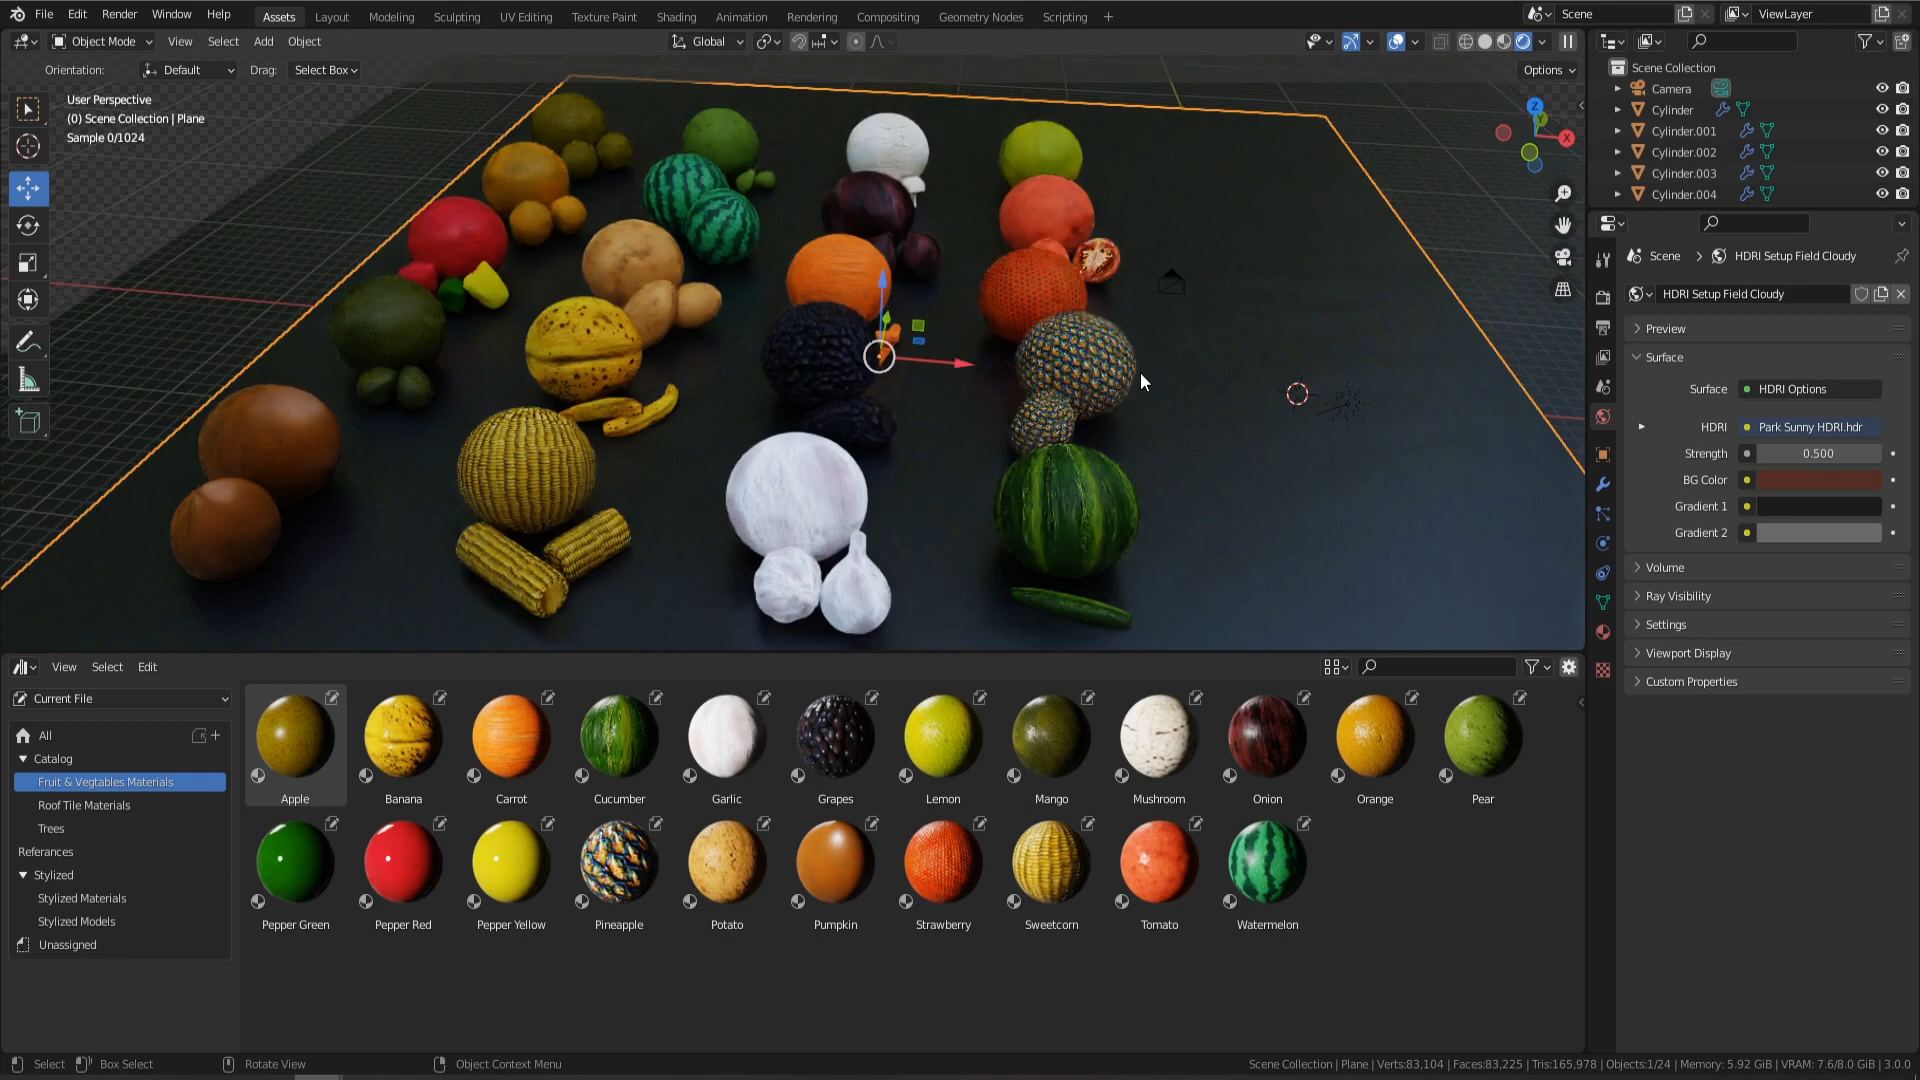 File Edit Render Window Help Assets Layout Modeling Sculpting UV Editing Texture Paint Shading Animation Rendering Compositing Geometry Nodes Scripting + Scene ViewLayer
Object Mode View Select Add Object Global
Orientation: Default Drag: Select Box Options
User Perspective
(0) Scene Collection | Plane
Sample 0/1024
Z
Y
X
Scene Collection
Camera
Cylinder
Cylinder.001
Cylinder.002
Cylinder.003
Cylinder.004
Scene HDRI Setup Field Cloudy
HDRI Setup Field Cloudy
Preview
Surface
Surface HDRI Options
HDRI Park Sunny HDRI.hdr
Strength 0.500
BG Color
Gradient 1
Gradient 2
Volume
Ray Visibility
Settings
Viewport Display
Custom Properties
View Select Edit
Current File
All
Catalog
Fruit & Vegtables Materials
Roof Tile Materials
Trees
Referances
Stylized
Stylized Materials
Stylized Models
Unassigned
Apple Banana Carrot Cucumber Garlic Grapes Lemon Mango Mushroom Onion Orange Pear
Pepper Green Pepper Red Pepper Yellow Pineapple Potato Pumpkin Strawberry Sweetcorn Tomato Watermelon
Select Box Select Rotate View Object Context Menu Scene Collection | Plane | Verts:83,104 | Faces:83,225 | Tris:165,978 | Objects:1/24 | Memory: 5.92 GiB | VRAM: 7.6/8.0 GiB | 3.0.0